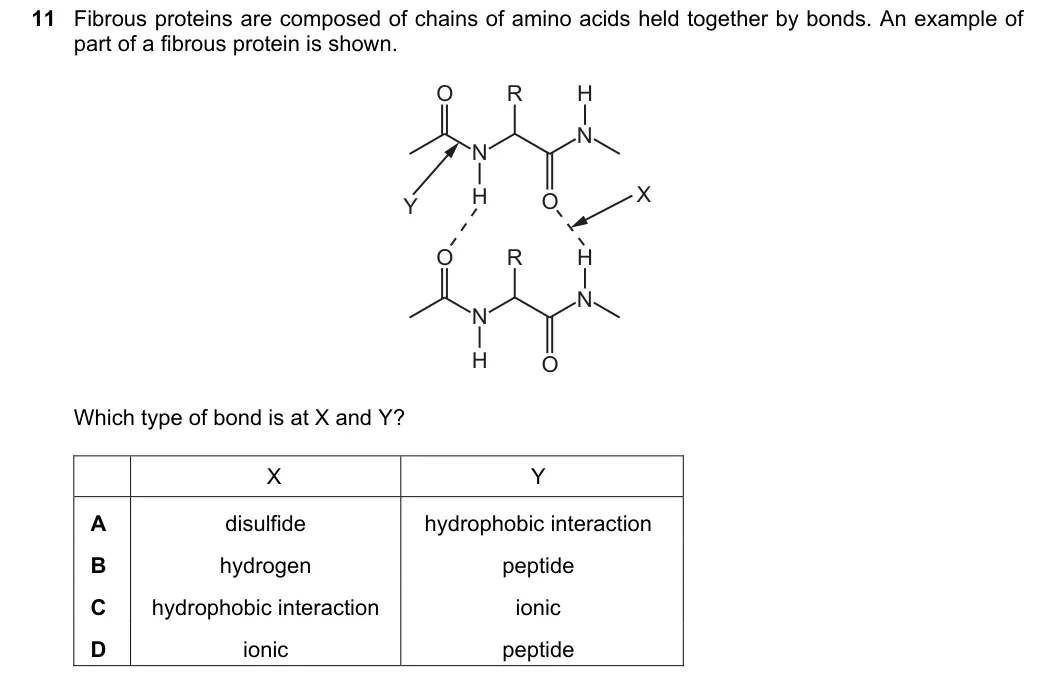 11 Fibrous proteins are composed of chains of amino acids held together by bonds. An example of
part of a fibrous protein is shown.
O R H
N
N
Y H O X
O R H
N
N
H O
Which type of bond is at X and Y?
X Y
A disulfide hydrophobic interaction
B hydrogen peptide
C hydrophobic interaction ionic
D ionic peptide